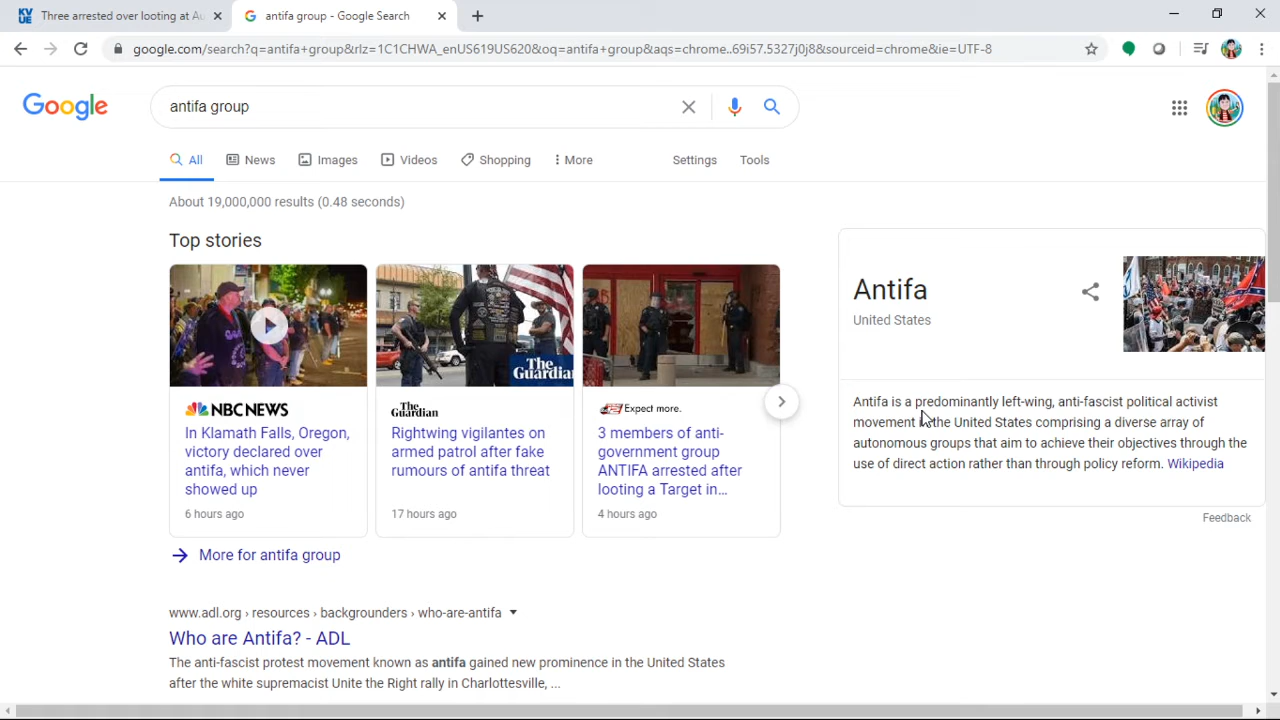 Three arrested over looting at Au
antifa group - Google Search
google.com/search?q=antifa+group&rlz=1C1CHWA_enUS619US620&oq=antifa+group&aqs=chrome..69i57.5327j0j8&sourceid=chrome&ie=UTF-8
Google
antifa group
All
News
Images
Videos
Shopping
More
Settings
Tools
About 19,000,000 results (0.48 seconds)
Top stories
NBC NEWS
In Klamath Falls, Oregon,
victory declared over
antifa, which never
showed up
6 hours ago
The
Guardian
The
Guardian
Rightwing vigilantes on
armed patrol after fake
rumours of antifa threat
17 hours ago
Expect more.
3 members of anti-
government group
ANTIFA arrested after
looting a Target in...
4 hours ago
More for antifa group
www.adl.org › resources › backgrounders › who-are-antifa
Who are Antifa? - ADL
The anti-fascist protest movement known as antifa gained new prominence in the United States
after the white supremacist Unite the Right rally in Charlottesville, ...
Antifa
United States
Antifa is a predominantly left-wing, anti-fascist political activist
movement in the United States comprising a diverse array of
autonomous groups that aim to achieve their objectives through the
use of direct action rather than through policy reform. Wikipedia
Feedback